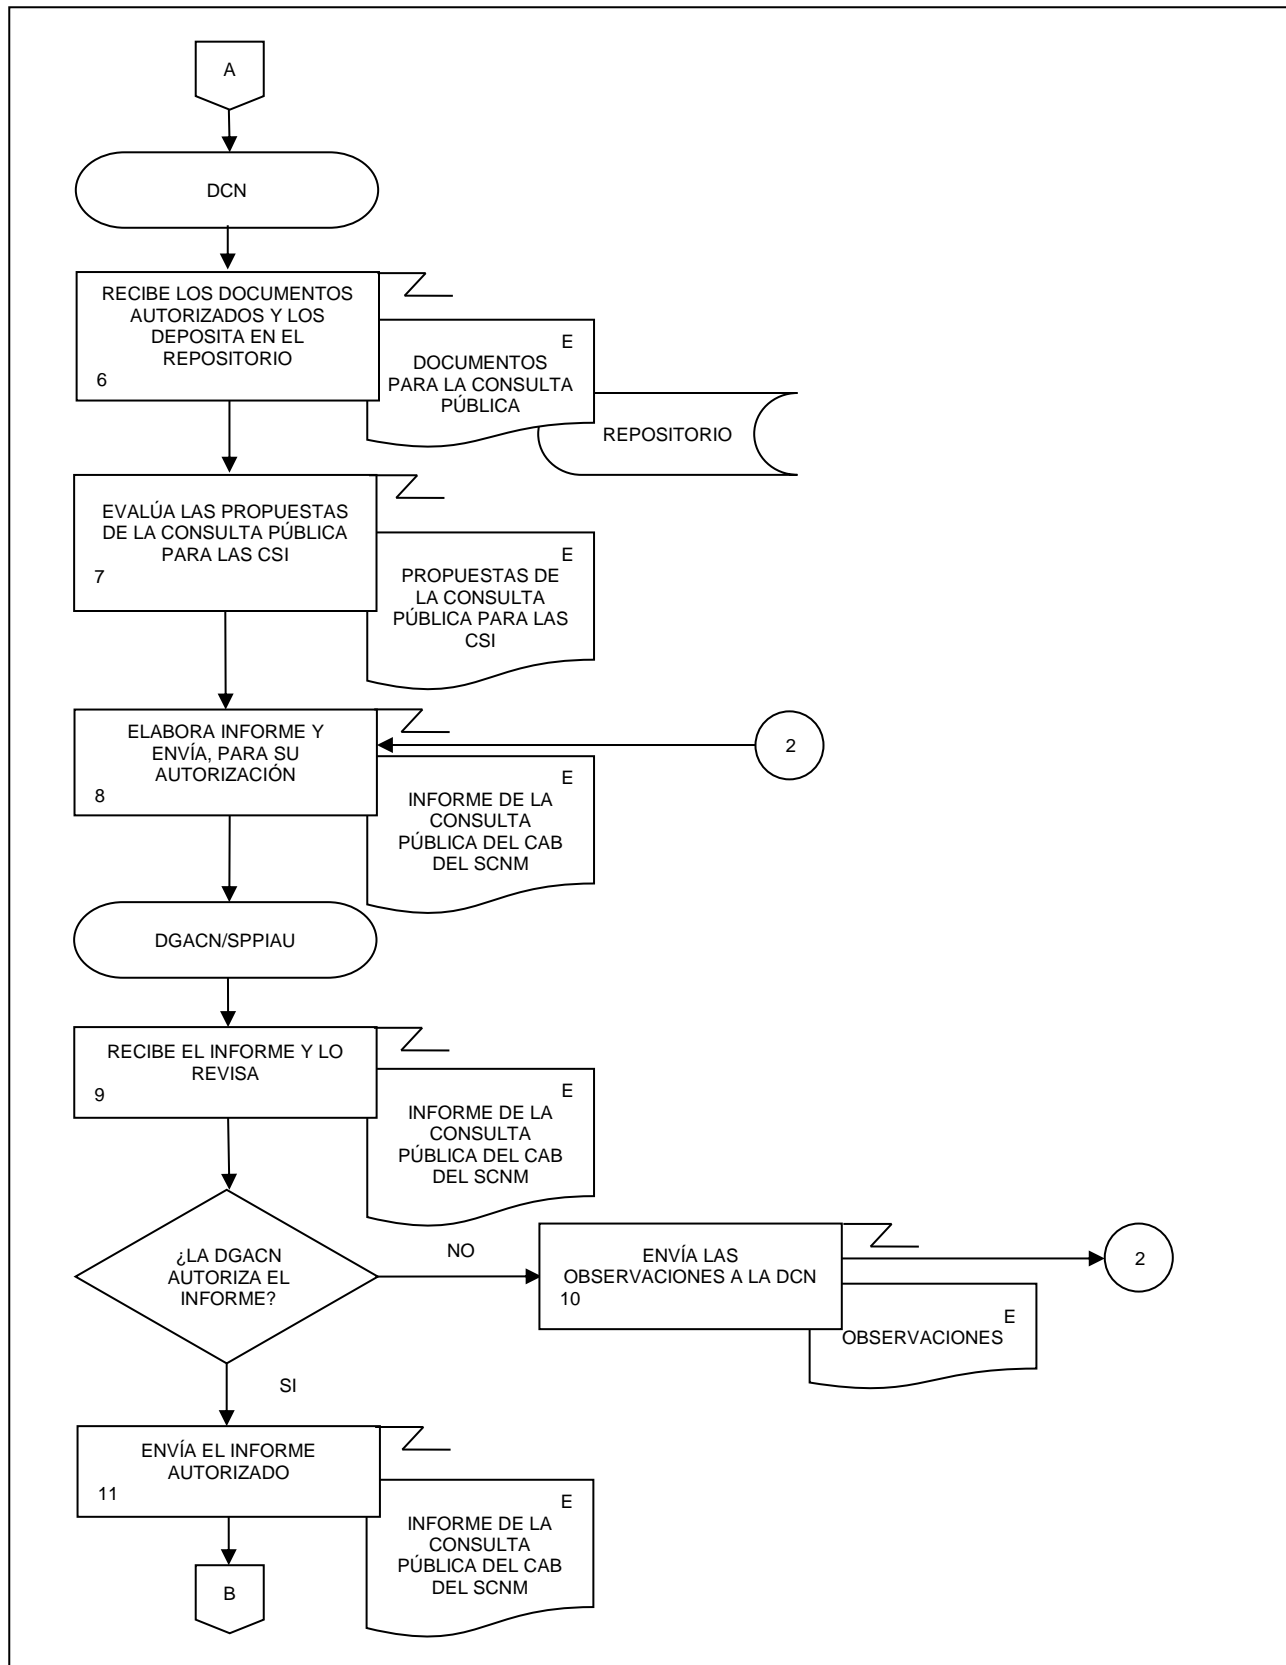 A
DCN
RECIBE LOS DOCUMENTOS
AUTORIZADOS Y LOS
DEPOSITA EN EL
REPOSITORIO
6
E
DOCUMENTOS
PARA LA CONSULTA
PÚBLICA
REPOSITORIO
EVALÚA LAS PROPUESTAS
DE LA CONSULTA PÚBLICA
PARA LAS CSI
7
E
PROPUESTAS DE
LA CONSULTA
PÚBLICA PARA LAS
CSI
ELABORA INFORME Y
ENVÍA, PARA SU
AUTORIZACIÓN
8
2
E
INFORME DE LA
CONSULTA
PÚBLICA DEL CAB
DEL SCNM
DGACN/SPPIAU
RECIBE EL INFORME Y LO
REVISA
9
E
INFORME DE LA
CONSULTA
PÚBLICA DEL CAB
DEL SCNM
¿LA DGACN
AUTORIZA EL
INFORME?
NO
ENVÍA LAS
OBSERVACIONES A LA DCN
10
2
E
OBSERVACIONES
SI
ENVÍA EL INFORME
AUTORIZADO
11
E
INFORME DE LA
CONSULTA
PÚBLICA DEL CAB
DEL SCNM
B